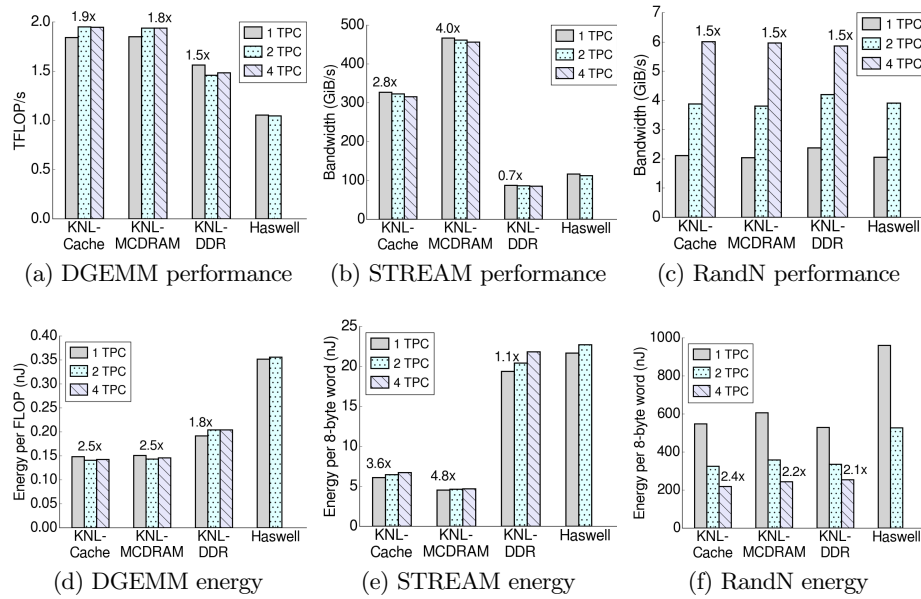 2.0
1.5
1.0
0.5
0.0
TFLOP/s
1.9x
1.8x
1.5x
1 TPC
2 TPC
4 TPC
KNL-
Cache
KNL-
MCDRAM
KNL-
DDR
Haswell
(a) DGEMM performance
500
400
300
200
100
0
Bandwidth (GiB/s)
2.8x
4.0x
0.7x
1 TPC
2 TPC
4 TPC
KNL-
Cache
KNL-
MCDRAM
KNL-
DDR
Haswell
(b) STREAM performance
7
6
5
4
3
2
1
0
Bandwidth (GiB/s)
1.5x
1.5x
1.5x
1 TPC
2 TPC
4 TPC
KNL-
Cache
KNL-
MCDRAM
KNL-
DDR
Haswell
(c) RandN performance
0.40
0.35
0.30
0.25
0.20
0.15
0.10
0.05
0.00
Energy per FLOP (nJ)
1 TPC
2 TPC
4 TPC
2.5x
2.5x
1.8x
KNL-
Cache
KNL-
MCDRAM
KNL-
DDR
Haswell
(d) DGEMM energy
25
20
15
10
5
0
Energy per 8-byte word (nJ)
1 TPC
2 TPC
4 TPC
3.6x
4.8x
1.1x
KNL-
Cache
KNL-
MCDRAM
KNL-
DDR
Haswell
(e) STREAM energy
1000
800
600
400
200
0
Energy per 8-byte word (nJ)
1 TPC
2 TPC
4 TPC
2.4x
2.2x
2.1x
KNL-
Cache
KNL-
MCDRAM
KNL-
DDR
Haswell
(f) RandN energy